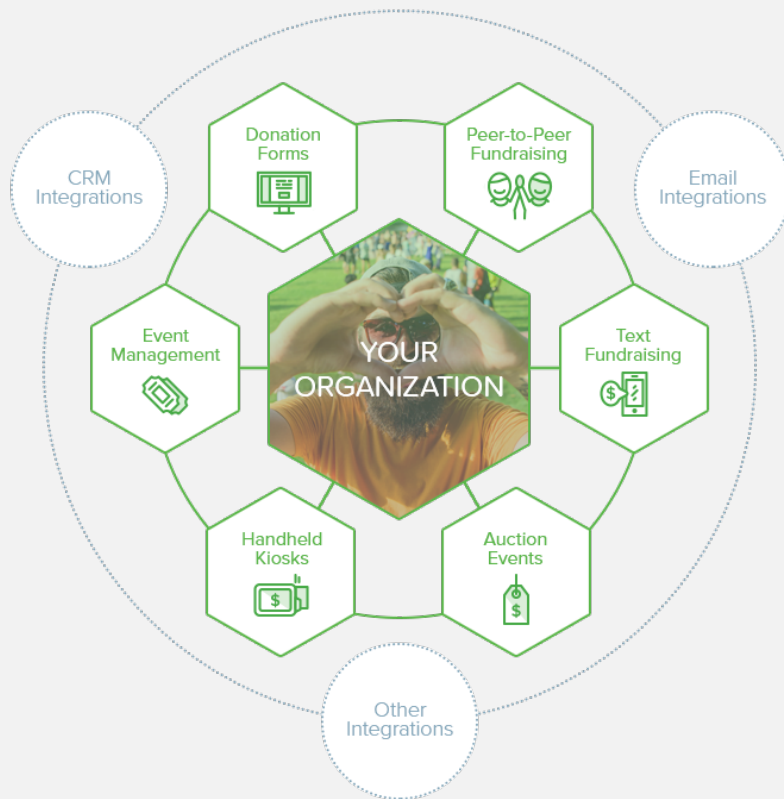 Donation
Forms
Peer-to-Peer
Fundraising
CRM
Integrations
Email
Integrations
Event
Management
YOUR
ORGANIZATION
Text
Fundraising
$
Handheld
Kiosks
$
Auction
Events
$
Other
Integrations